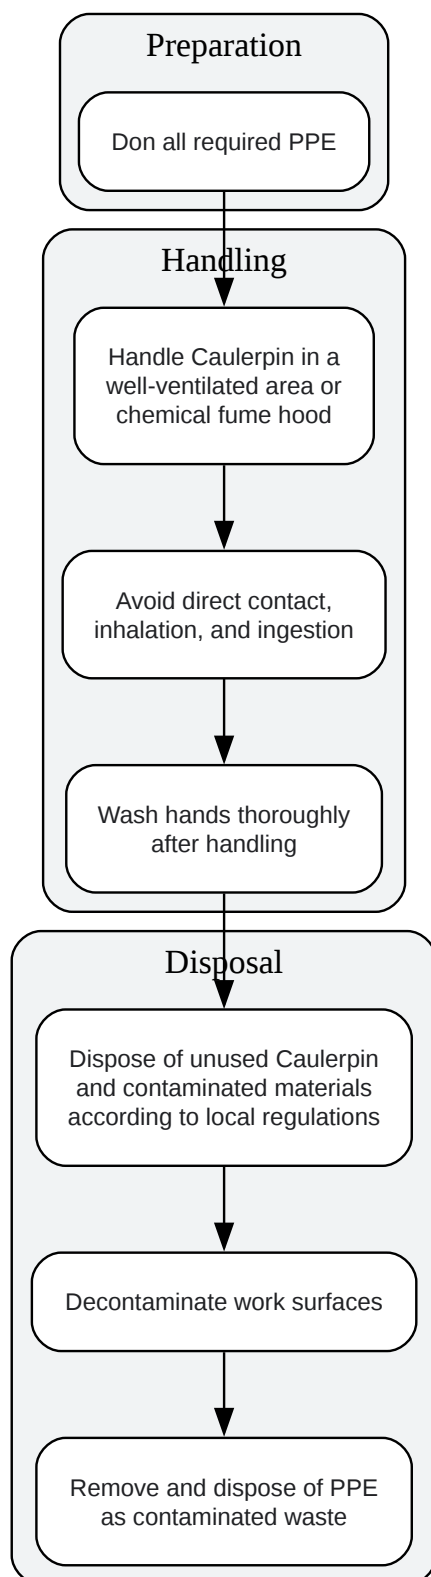 Preparation
Don all required PPE
Handling
Handle Caulerpin in a
well-ventilated area or
chemical fume hood
Avoid direct contact,
inhalation, and ingestion
Wash hands thoroughly
after handling
Disposal
Dispose of unused Caulerpin
and contaminated materials
according to local regulations
Decontaminate work surfaces
Remove and dispose of PPE
as contaminated waste